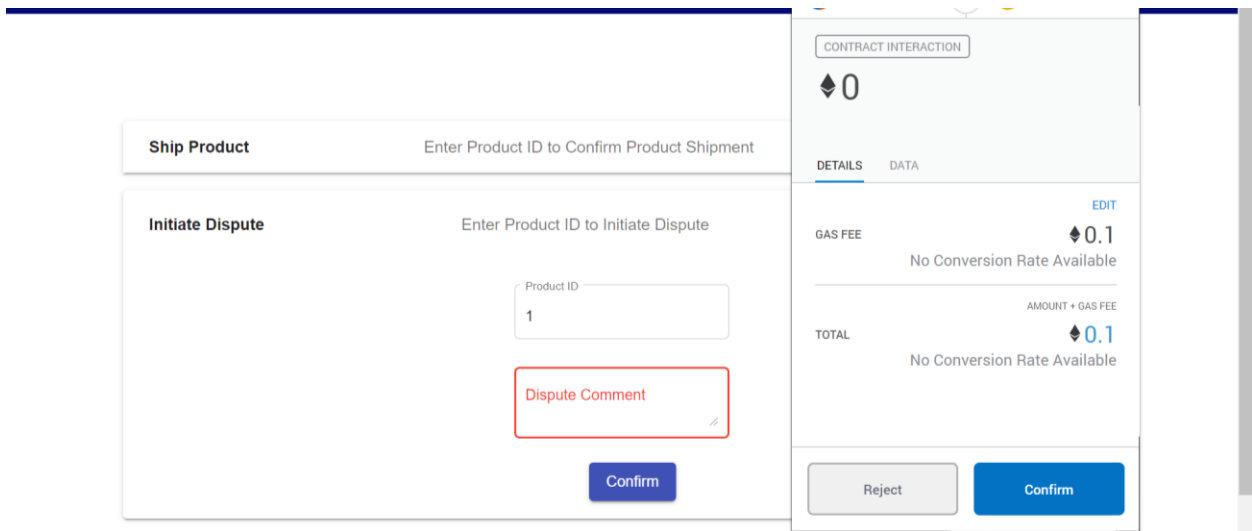 Ship Product
Enter Product ID to Confirm Product Shipment
Initiate Dispute
Enter Product ID to Initiate Dispute
Product ID
1
Dispute Comment
Confirm
CONTRACT INTERACTION
0
DETAILS DATA
EDIT
GAS FEE 0.1
No Conversion Rate Available
AMOUNT + GAS FEE
TOTAL 0.1
No Conversion Rate Available
Reject Confirm